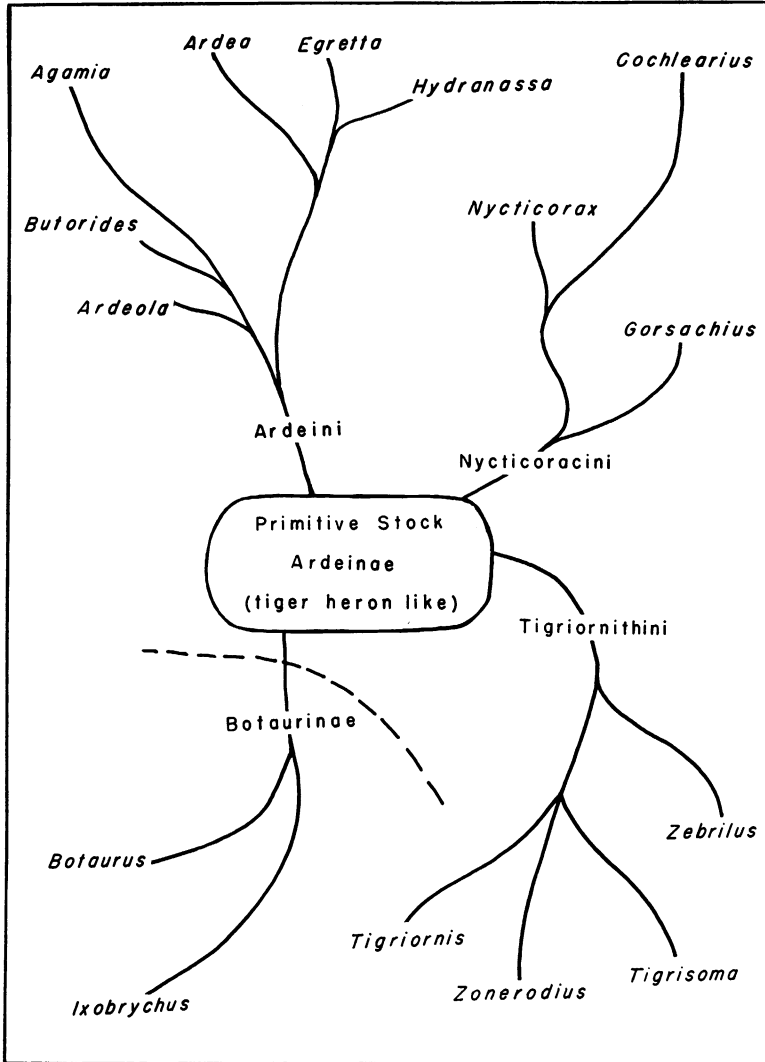 Ardea
Egretta
Cochlearius
Agamia
Hydranassa
Nycticorax
Butorides
Ardeola
Gorsachius
Ardeini
Nycticoracini
Primitive Stock
Ardeinae
(tiger heron like)
Tigriornithini
Botaurinae
Zebrilus
Botaurus
Tigriornis
Tigrisoma
Zonerodius
Ixobrychus